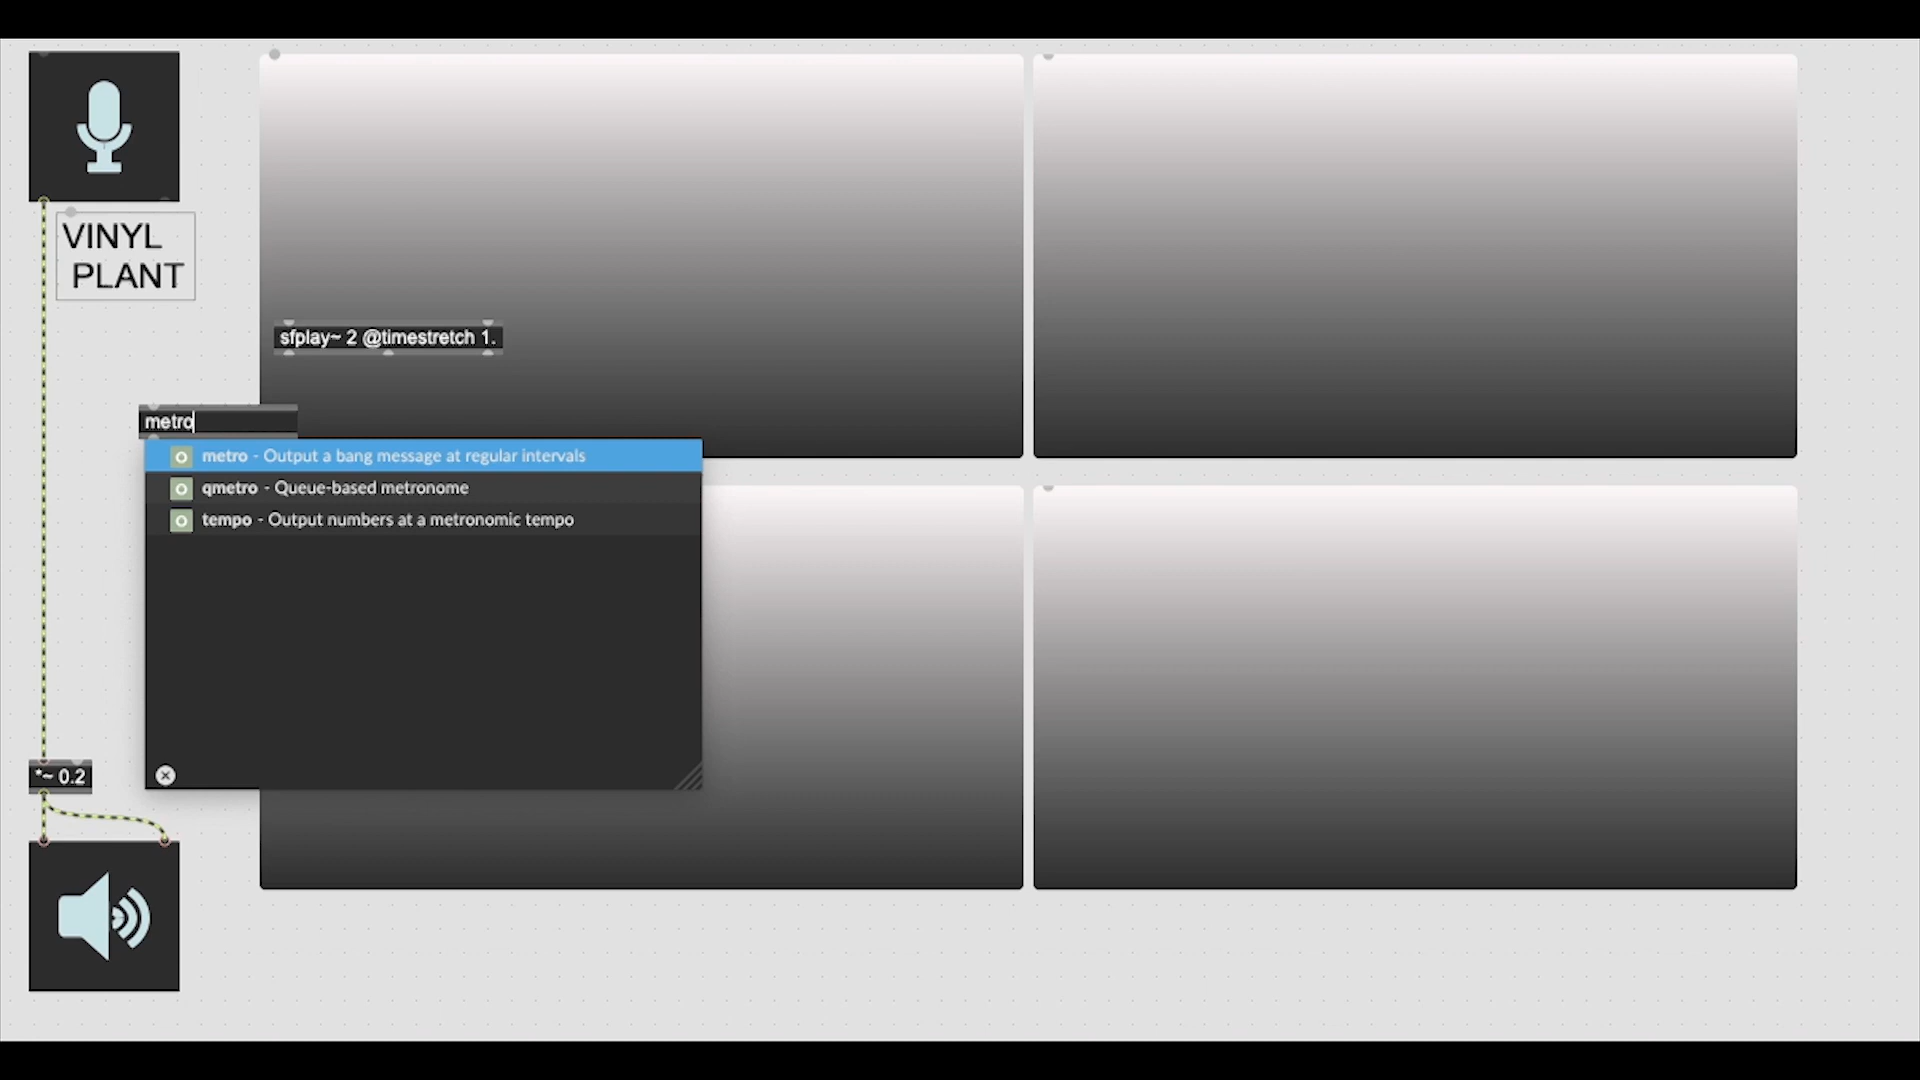 VINYL
PLANT
sfplay~ 2 @timestretch 1.
metro
metro - Output a bang message at regular intervals
qmetro - Queue-based metronome
tempo - Output numbers at a metronomic tempo
*~ 0.2